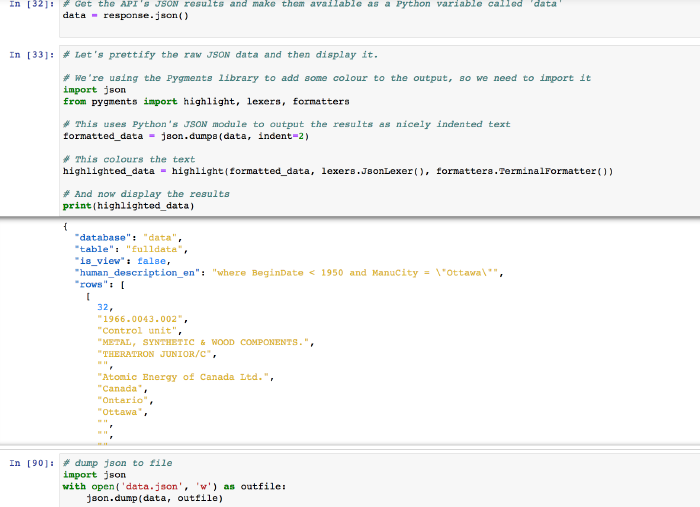 In [32]: # Get the API's JSON results and make them available as a Python variable called 'data'
data = response.json()
In [33]: # Let's prettify the raw JSON data and then display it.
# We're using the Pygments library to add some colour to the output, so we need to import it
import json
from pygments import highlight, lexers, formatters
# This uses Python's JSON module to output the results as nicely indented text
formatted_data = json.dumps(data, indent=2)
# This colours the text
highlighted_data = highlight(formatted_data, lexers.JsonLexer(), formatters.TerminalFormatter())
# And now display the results
print(highlighted_data)
{
"database": "data",
"table": "fulldata",
"is_view": false,
"human_description_en": "where BeginDate < 1950 and ManuCity = \"Ottawa\"",
"rows": [
[
32,
"1966.0043.002",
"Control unit",
"METAL, SYNTHETIC & WOOD COMPONENTS.",
"THERATRON JUNIOR/C",
"",
"Atomic Energy of Canada Ltd.",
"Canada",
"Ontario",
"Ottawa",
"",
"",
""
In [90]: # dump json to file
import json
with open('data.json', 'w') as outfile:
json.dump(data, outfile)